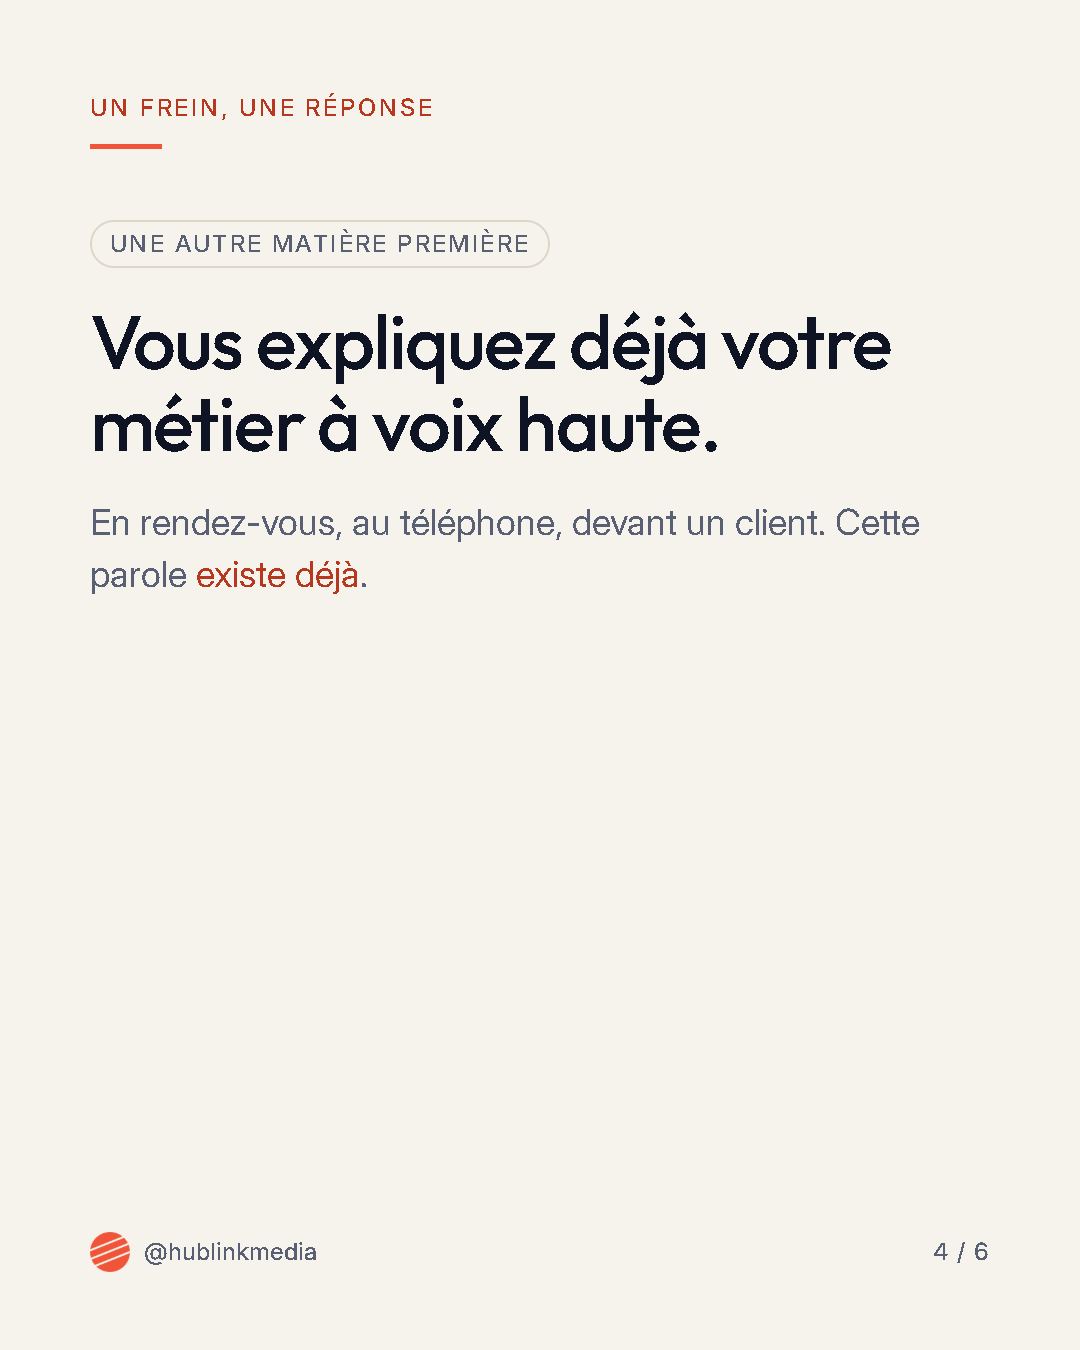 UN FREIN, UNE RÉPONSE
UNE AUTRE MATIÈRE PREMIÈRE
Vous expliquez déjà votre
métier à voix haute.
En rendez-vous, au téléphone, devant un client. Cette
parole existe déjà.
@hublinkmedia
4 / 6